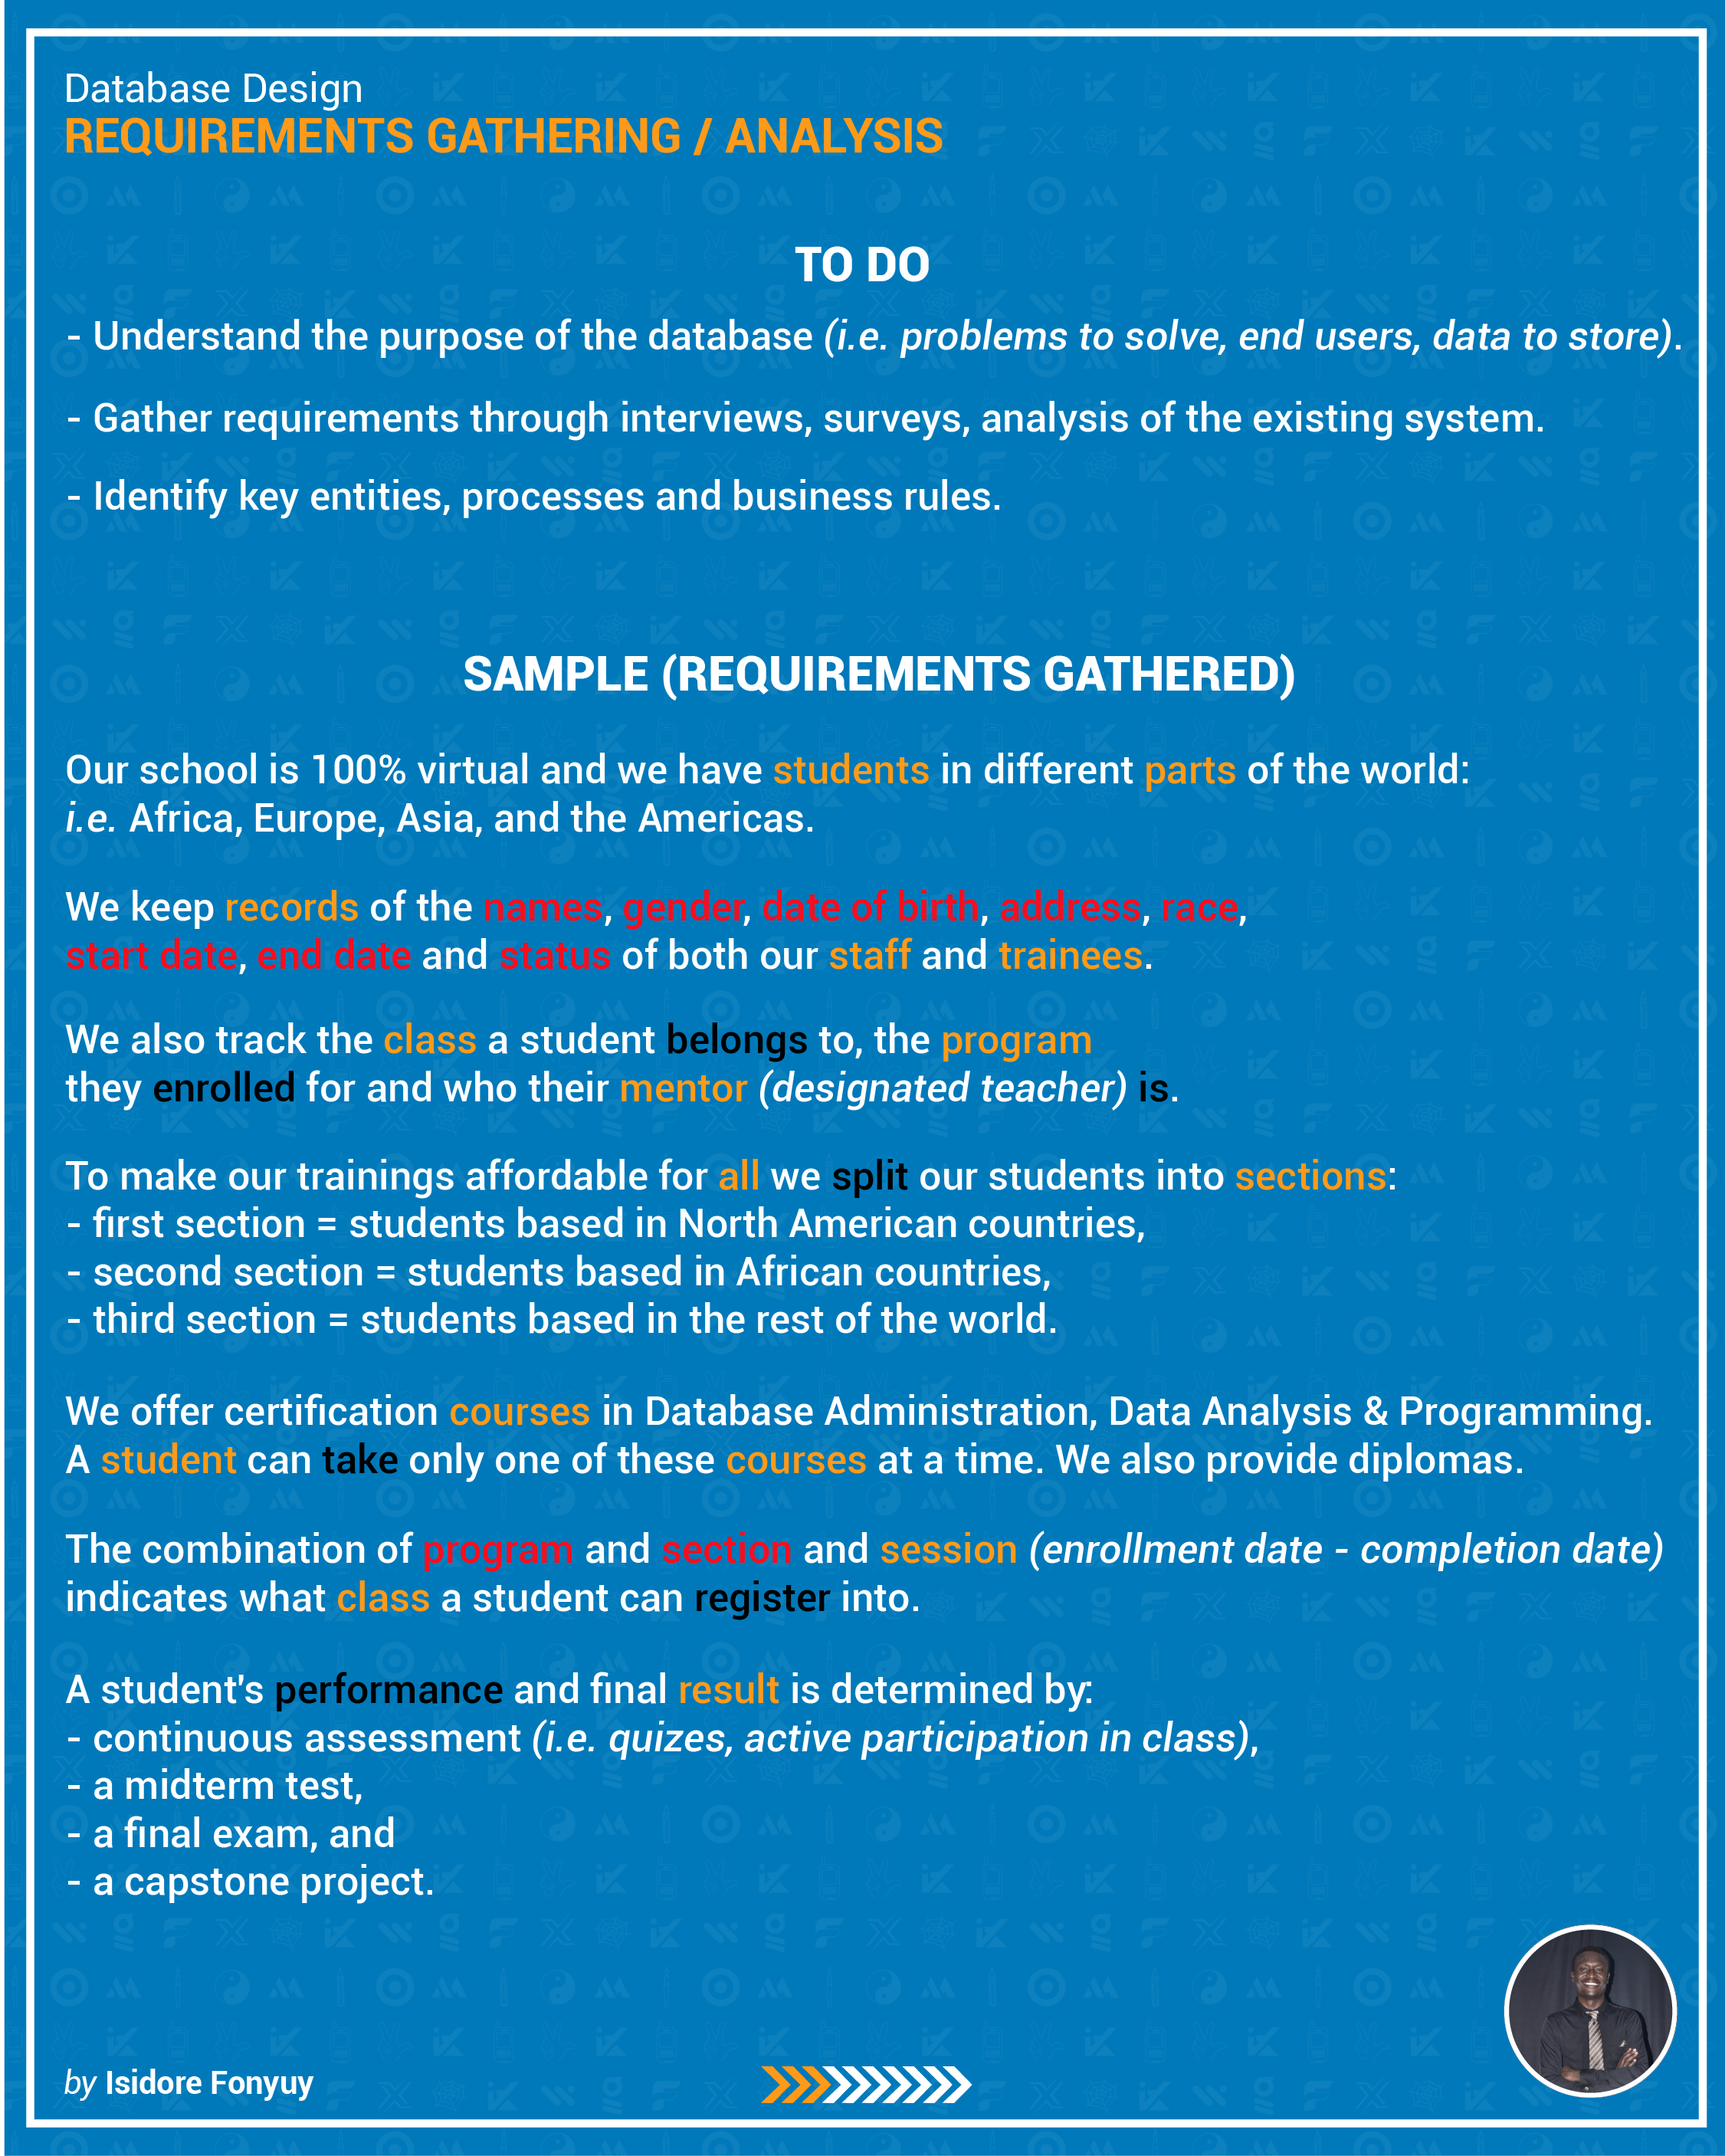 Database Design
REQUIREMENTS GATHERING / ANALYSIS
TO DO
- Understand the purpose of the database (i.e. problems to solve, end users, data to store).
- Gather requirements through interviews, surveys, analysis of the existing system.
- Identify key entities, processes and business rules.
SAMPLE (REQUIREMENTS GATHERED)
Our school is 100% virtual and we have students in different parts of the world:
i.e. Africa, Europe, Asia, and the Americas.
We keep records of the names, gender, date of birth, address, race,
start date, end date and status of both our staff and trainees.
We also track the class a student belongs to, the program
they enrolled for and who their mentor (designated teacher) is.
To make our trainings affordable for all we split our students into sections:
- first section = students based in North American countries,
- second section = students based in African countries,
- third section = students based in the rest of the world.
We offer certification courses in Database Administration, Data Analysis & Programming.
A student can take only one of these courses at a time. We also provide diplomas.
The combination of program and section and session (enrollment date - completion date)
indicates what class a student can register into.
A student's performance and final result is determined by:
- continuous assessment (i.e. quizes, active participation in class),
- a midterm test,
- a final exam, and
- a capstone project.
by Isidore Fonyuy